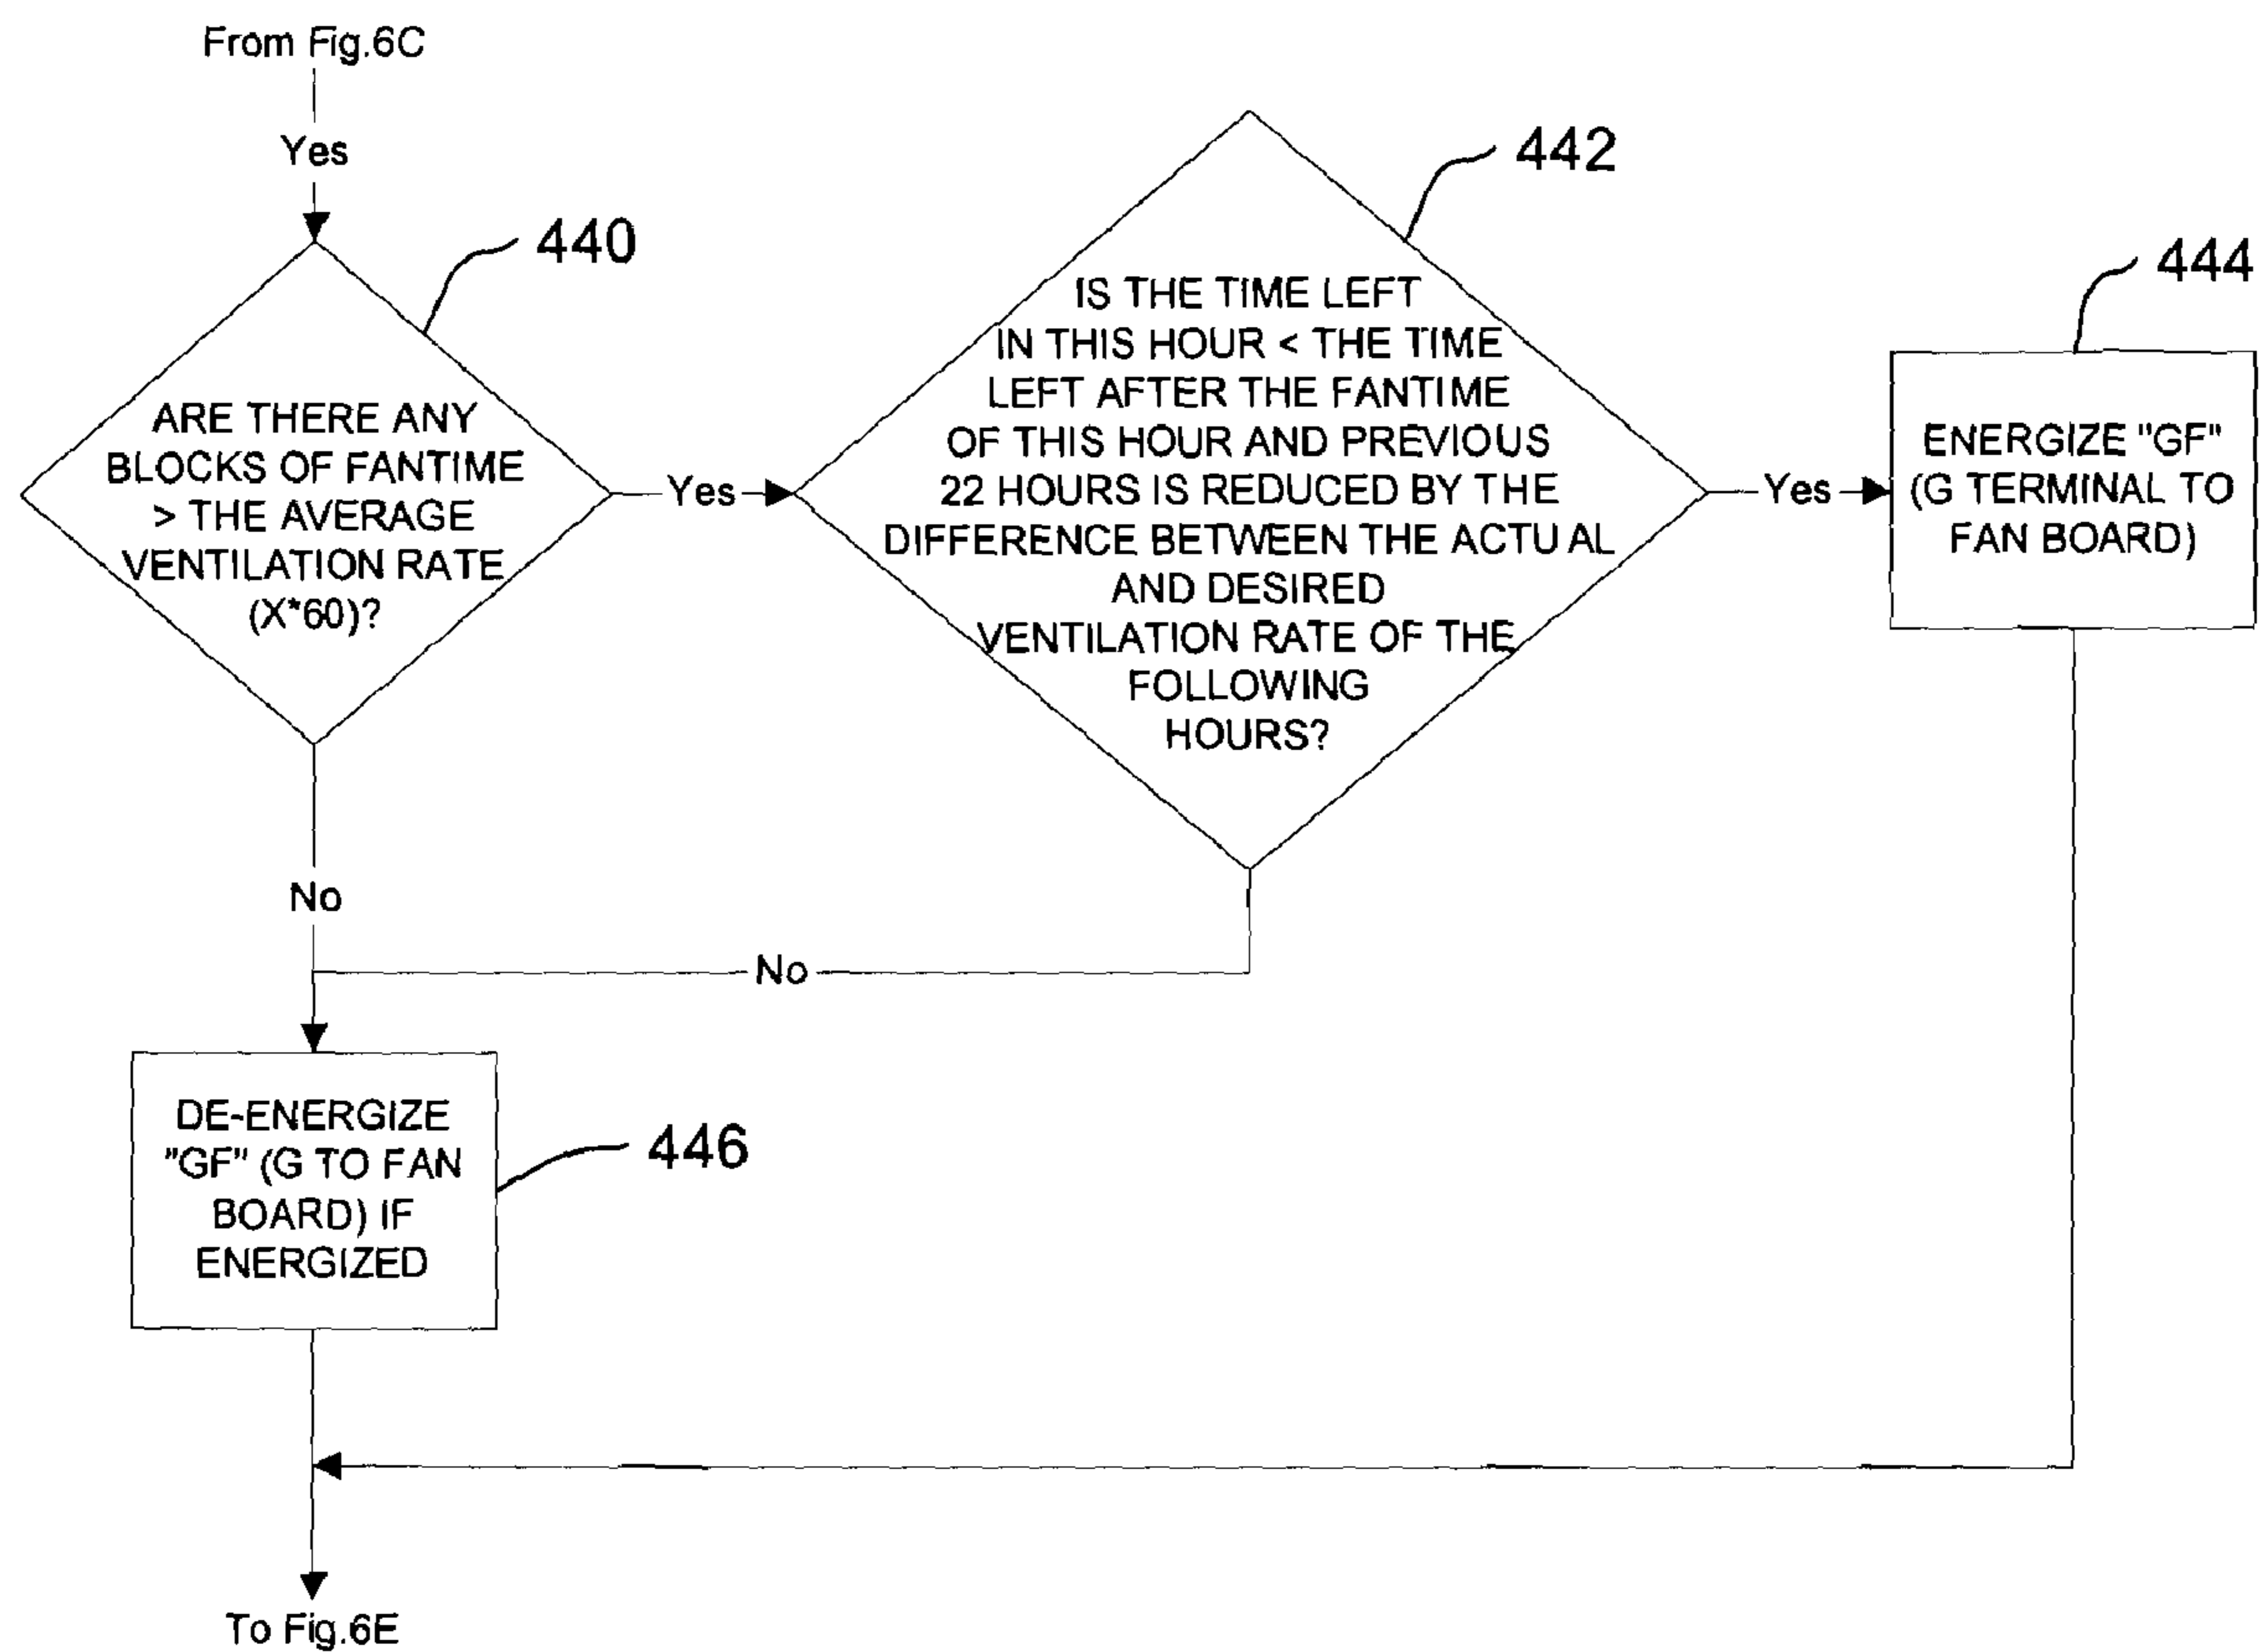 From Fig.6C
Yes
440
ARE THERE ANY
BLOCKS OF FANTIME
> THE AVERAGE
VENTILATION RATE
(X*60)?
Yes
442
IS THE TIME LEFT
IN THIS HOUR < THE TIME
LEFT AFTER THE FANTIME
OF THIS HOUR AND PREVIOUS
22 HOURS IS REDUCED BY THE
DIFFERENCE BETWEEN THE ACTUAL
AND DESIRED
VENTILATION RATE OF THE
FOLLOWING
HOURS?
Yes
444
ENERGIZE "GF"
(G TERMINAL TO
FAN BOARD)
No
No
DE-ENERGIZE
"GF" (G TO FAN
BOARD) IF
ENERGIZED
446
To Fig.6E